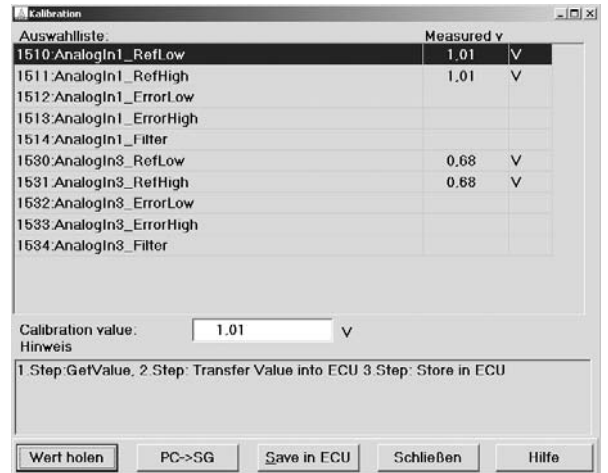 Kalibration
Auswahlliste: Measured v
1510:AnalogIn1_RefLow 1,01 V
1511:AnalogIn1_RefHigh 1,01 V
1512:AnalogIn1_ErrorLow
1513:AnalogIn1_ErrorHigh
1514:AnalogIn1_Filter
1530:AnalogIn3_RefLow 0,68 V
1531:AnalogIn3_RefHigh 0,68 V
1532:AnalogIn3_ErrorLow
1533:AnalogIn3_ErrorHigh
1534:AnalogIn3_Filter
Calibration value: 1.01 V
Hinweis
1.Step:GetValue, 2.Step: Transfer Value into ECU 3.Step: Store in ECU
Wert holen PC->SG Save in ECU Schließen Hilfe